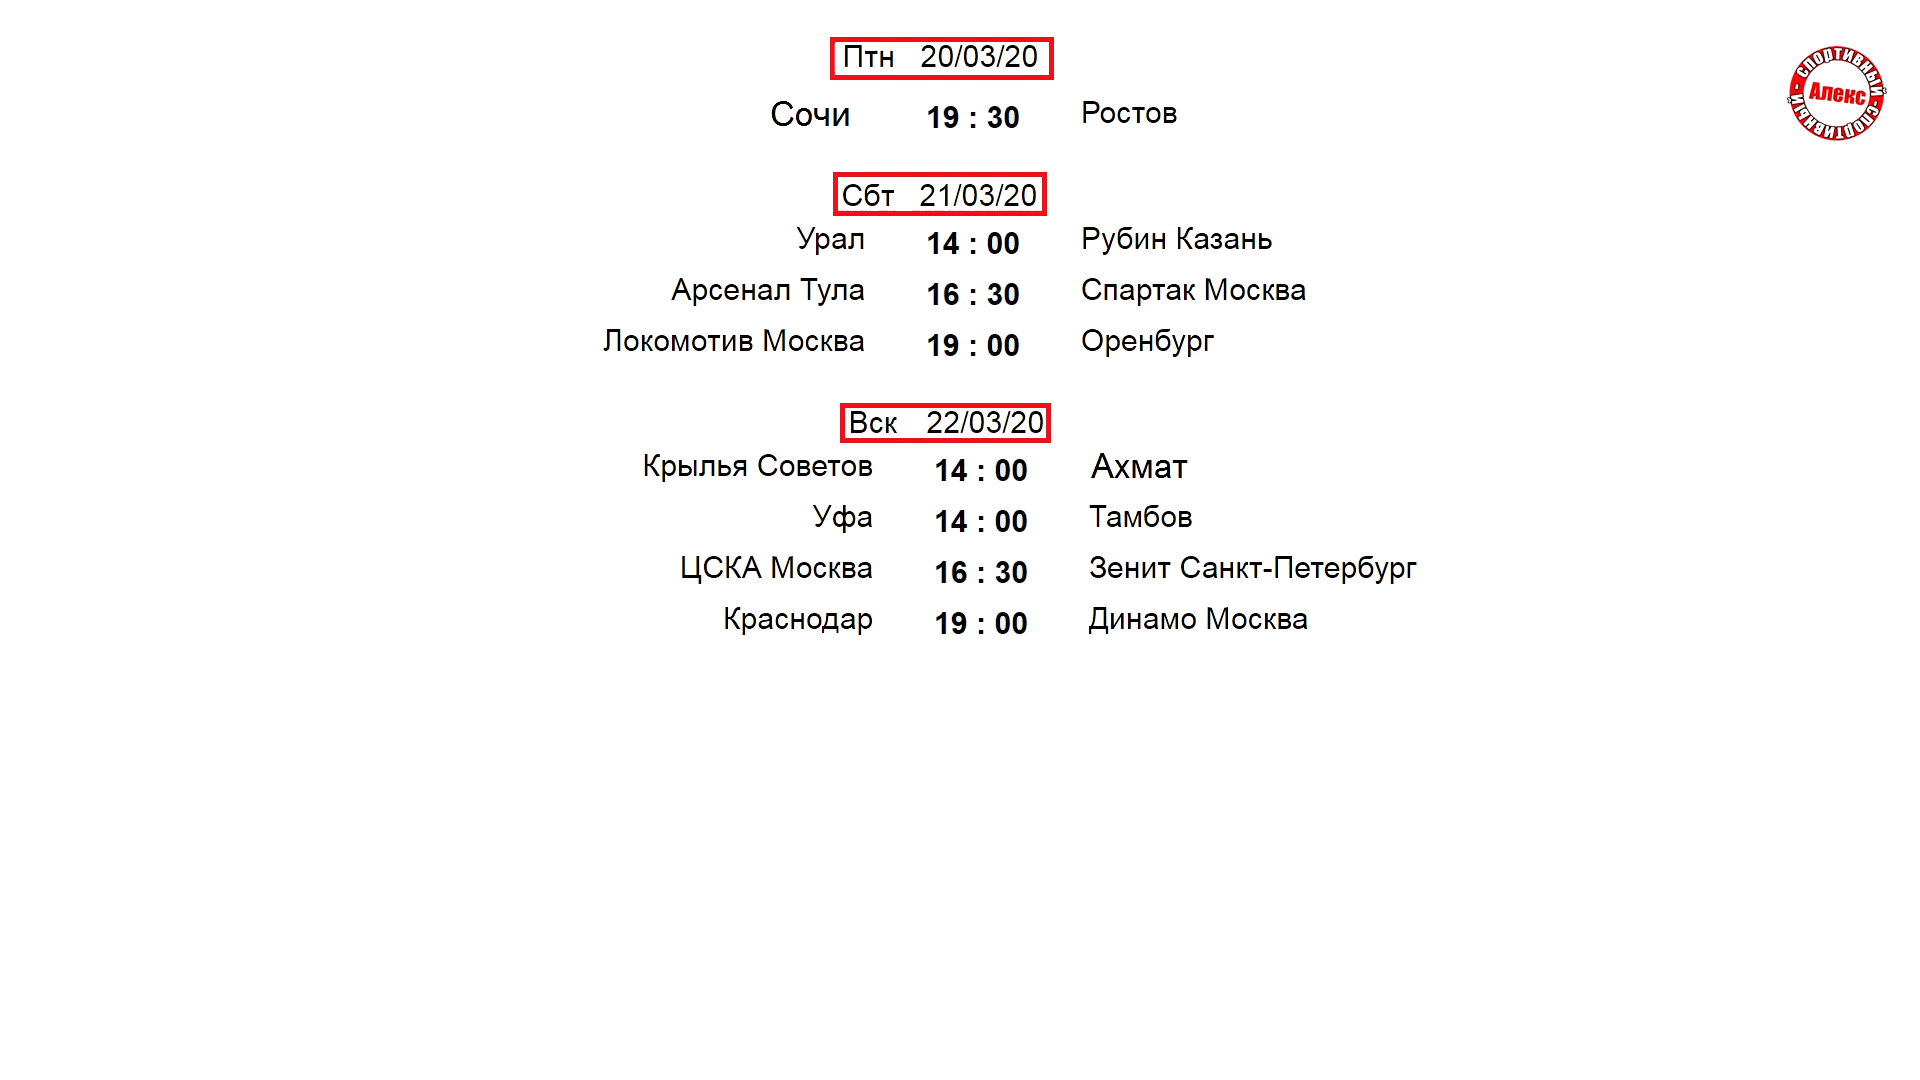 Птн 20/03/20
Сочи 19 : 30 Ростов
Сбт 21/03/20
Урал 14 : 00 Рубин Казань
Арсенал Тула 16 : 30 Спартак Москва
Локомотив Москва 19 : 00 Оренбург
Вск 22/03/20
Крылья Советов 14 : 00 Ахмат
Уфа 14 : 00 Тамбов
ЦСКА Москва 16 : 30 Зенит Санкт-Петербург
Краснодар 19 : 00 Динамо Москва
СПОРТИВНЫЙ
Алекс
СПОРТИВНЫЙ